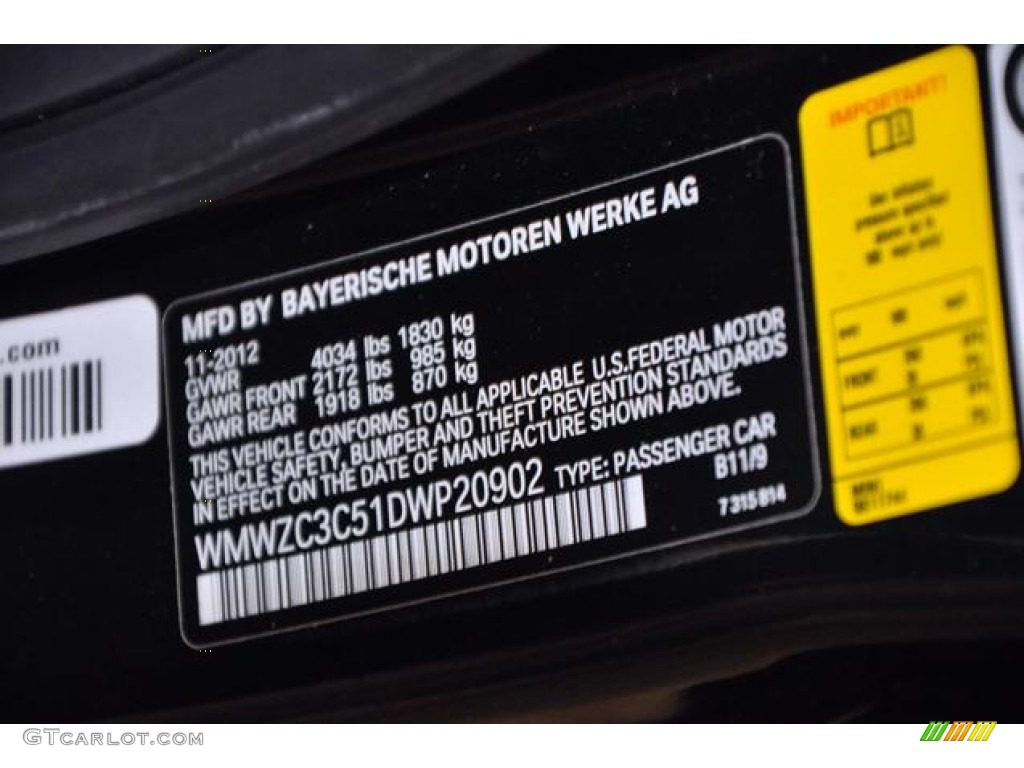 IMPORTANT!
MFD BY BAYERISCHE MOTOREN WERKE AG
11-2012
GVWR 4034 lbs 1830 kg
GAWR FRONT 2172 lbs 985 kg
GAWR REAR 1918 lbs 870 kg
THIS VEHICLE CONFORMS TO ALL APPLICABLE U.S.FEDERAL MOTOR
VEHICLE SAFETY, BUMPER AND THEFT PREVENTION STANDARDS
IN EFFECT ON THE DATE OF MANUFACTURE SHOWN ABOVE.
WMWZC3C51DWP20902 TYPE: PASSENGER CAR
B11/9
7315814
.com
FRONT
REAR
GTCARLOT.COM